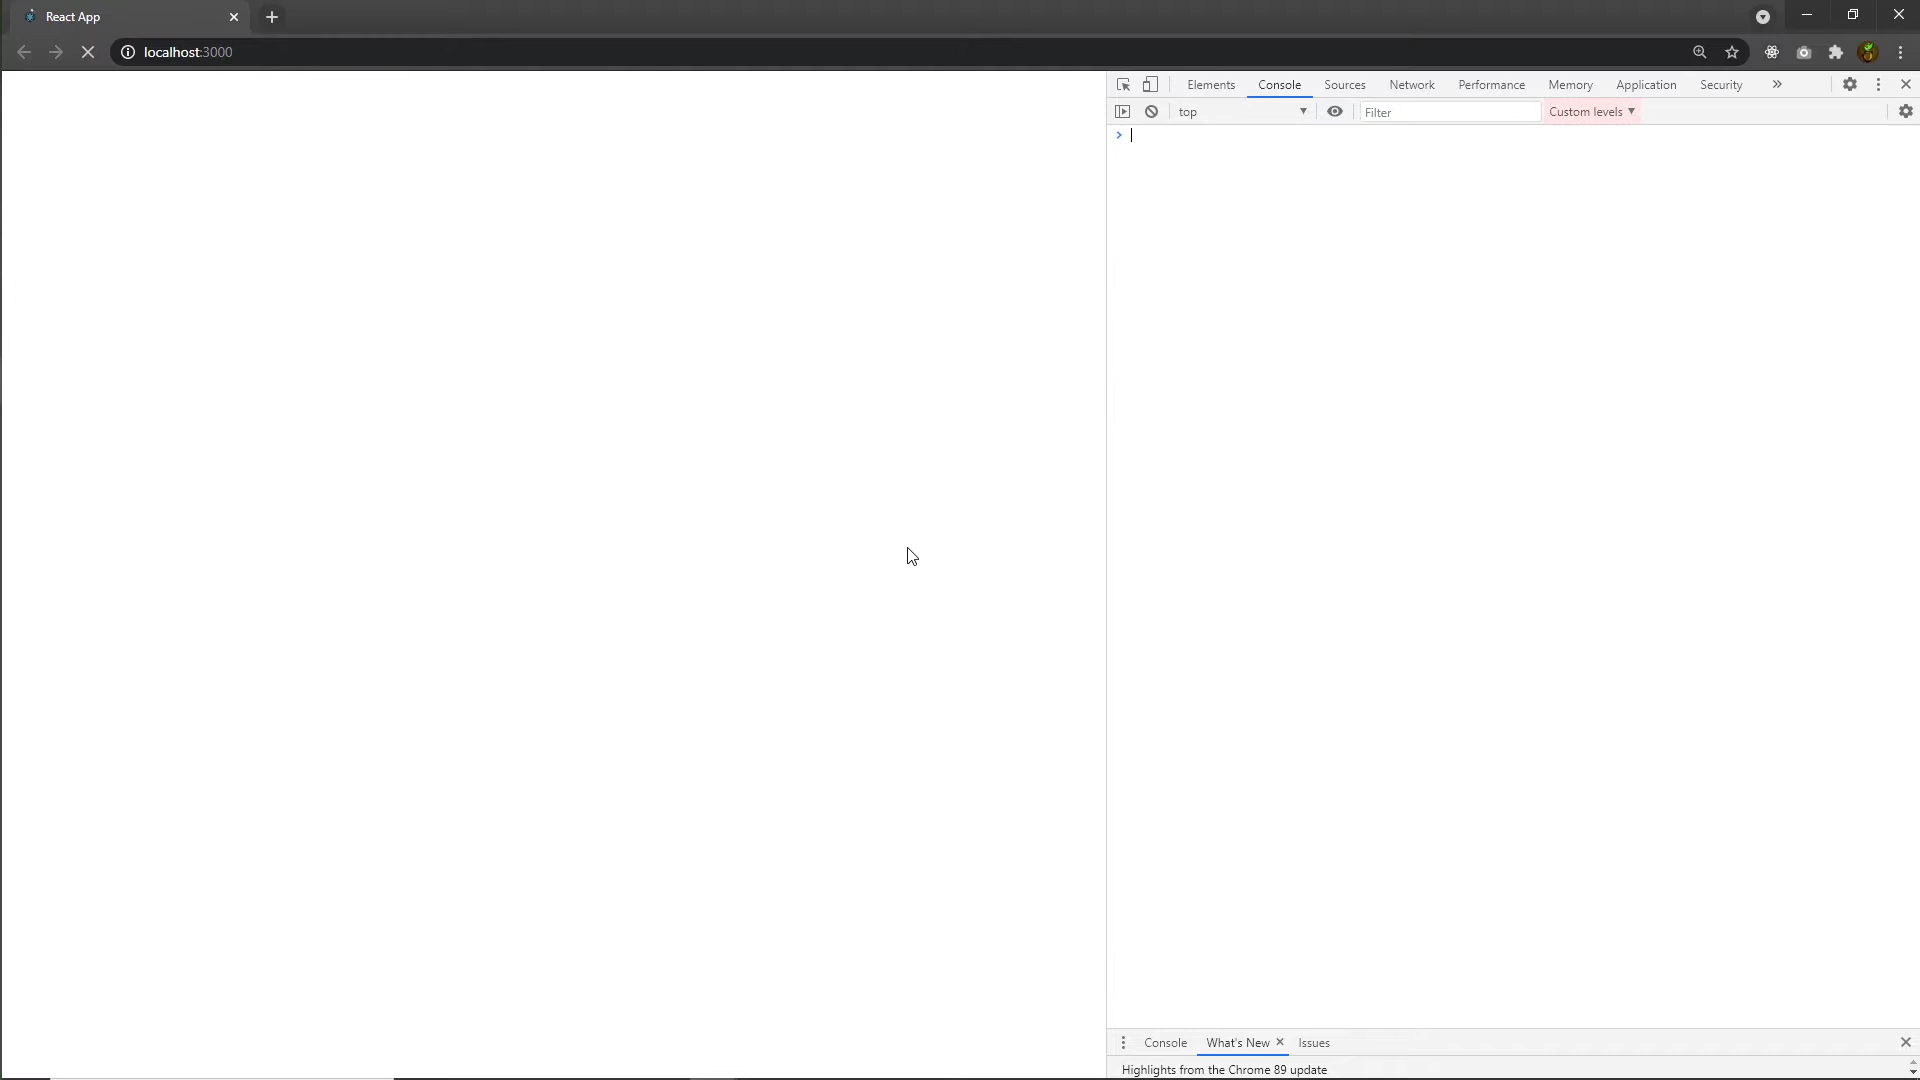 React App
localhost:3000
Elements Console Sources Network Performance Memory Application Security
top Filter Custom levels
Console What's New Issues
Highlights from the Chrome 89 update